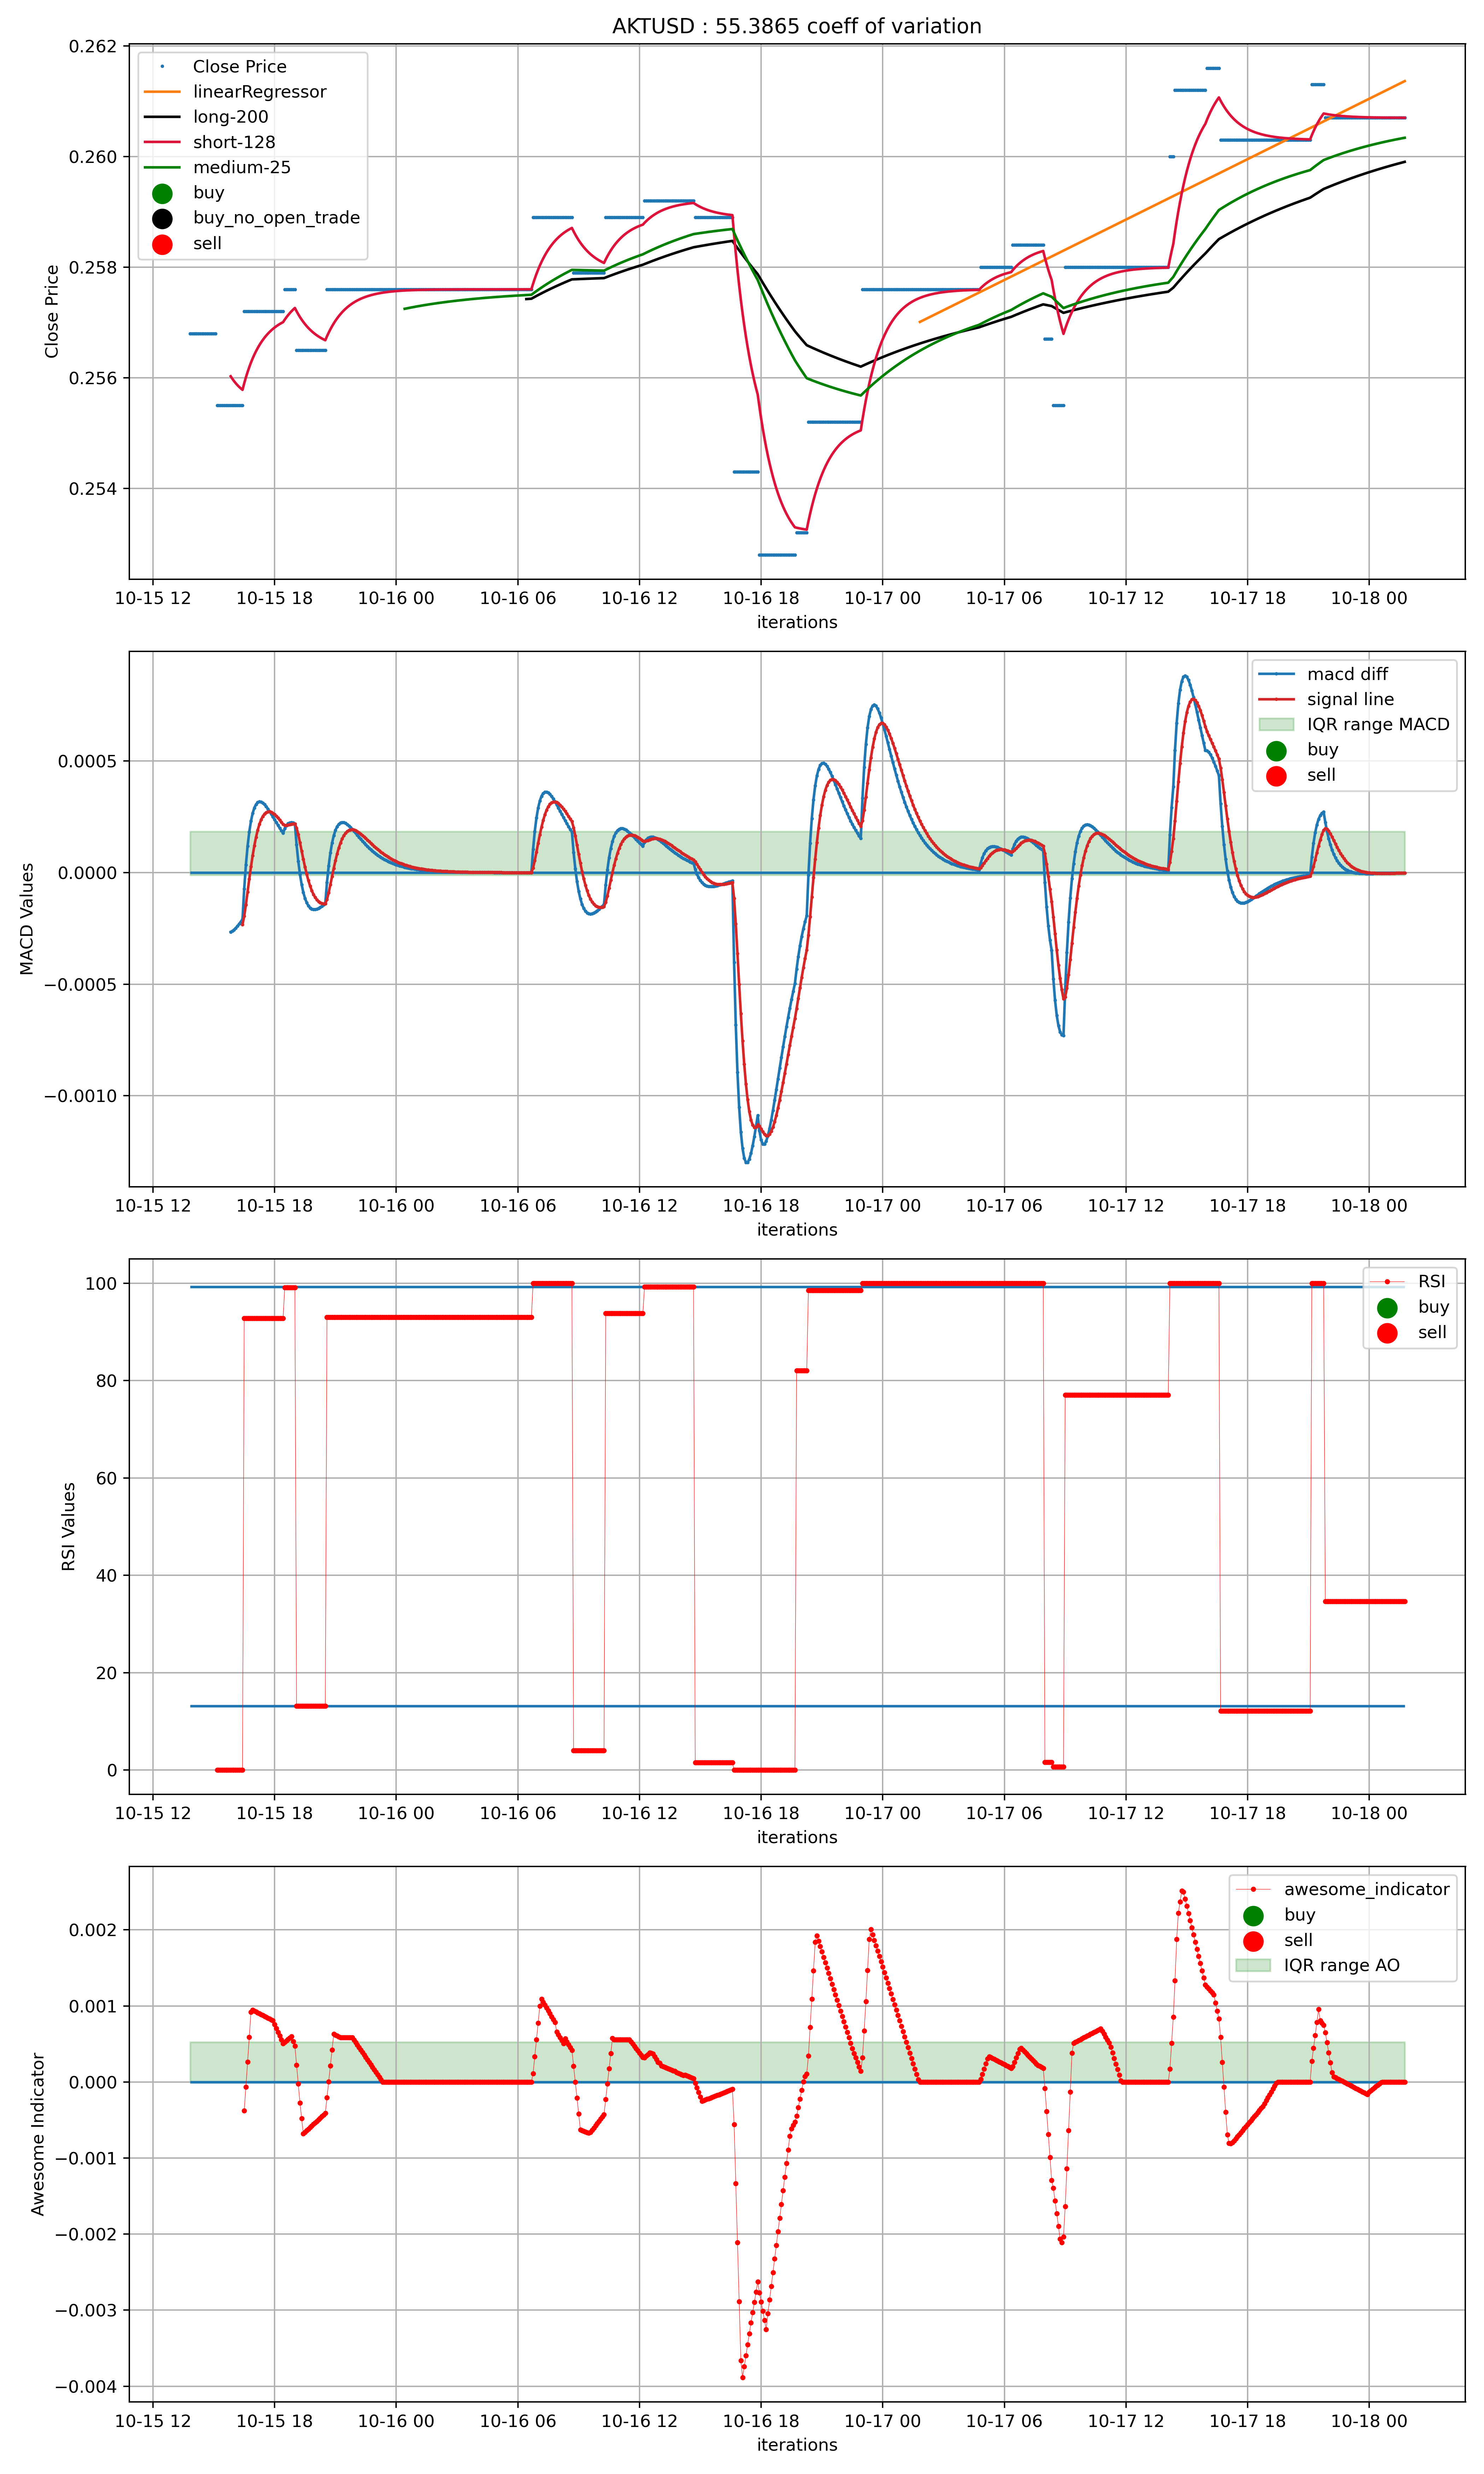 AKTUSD : 55.3865 coeff of variation
0.262
0.260
0.258
0.256
0.254
Close Price
Close Price
linearRegressor
long-200
short-128
medium-25
buy
buy_no_open_trade
sell
10-15 12
10-15 18
10-16 00
10-16 06
10-16 12
10-16 18
10-17 00
10-17 06
10-17 12
10-17 18
10-18 00
iterations
0.0005
0.0000
−0.0005
−0.0010
MACD Values
macd diff
signal line
IQR range MACD
buy
sell
10-15 12
10-15 18
10-16 00
10-16 06
10-16 12
10-16 18
10-17 00
10-17 06
10-17 12
10-17 18
10-18 00
iterations
100
80
60
40
20
0
RSI Values
RSI
buy
sell
10-15 12
10-15 18
10-16 00
10-16 06
10-16 12
10-16 18
10-17 00
10-17 06
10-17 12
10-17 18
10-18 00
iterations
0.002
0.001
0.000
−0.001
−0.002
−0.003
−0.004
Awesome Indicator
awesome_indicator
buy
sell
IQR range AO
10-15 12
10-15 18
10-16 00
10-16 06
10-16 12
10-16 18
10-17 00
10-17 06
10-17 12
10-17 18
10-18 00
iterations